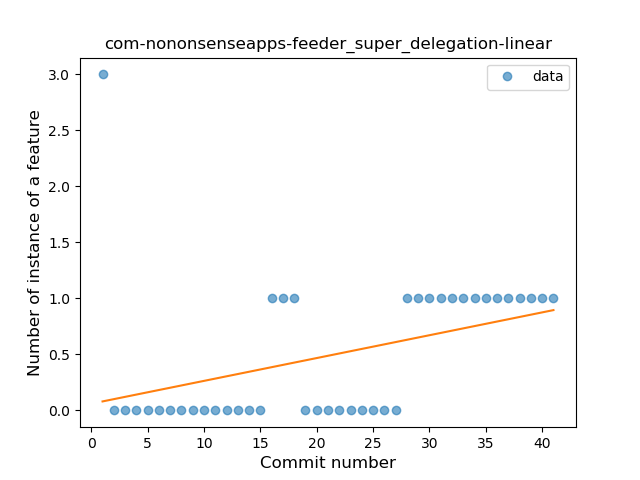 com-nononsenseapps-feeder_super_delegation-linear
data
Number of instance of a feature
3.0
2.5
2.0
1.5
1.0
0.5
0.0
0 5 10 15 20 25 30 35 40
Commit number